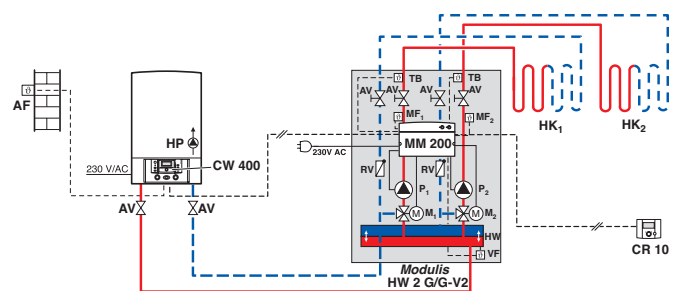 TB
TB
AV
AV
AV
AV
MF1
MF2
AF
HK1
HK2
HP
MM 200
230V AC
CW 400
230 V/AC
RV
RV
P1
P2
AV
AV
M
M1
M
M2
HW
VF
CR 10
Modulis
HW 2 G/G-V2